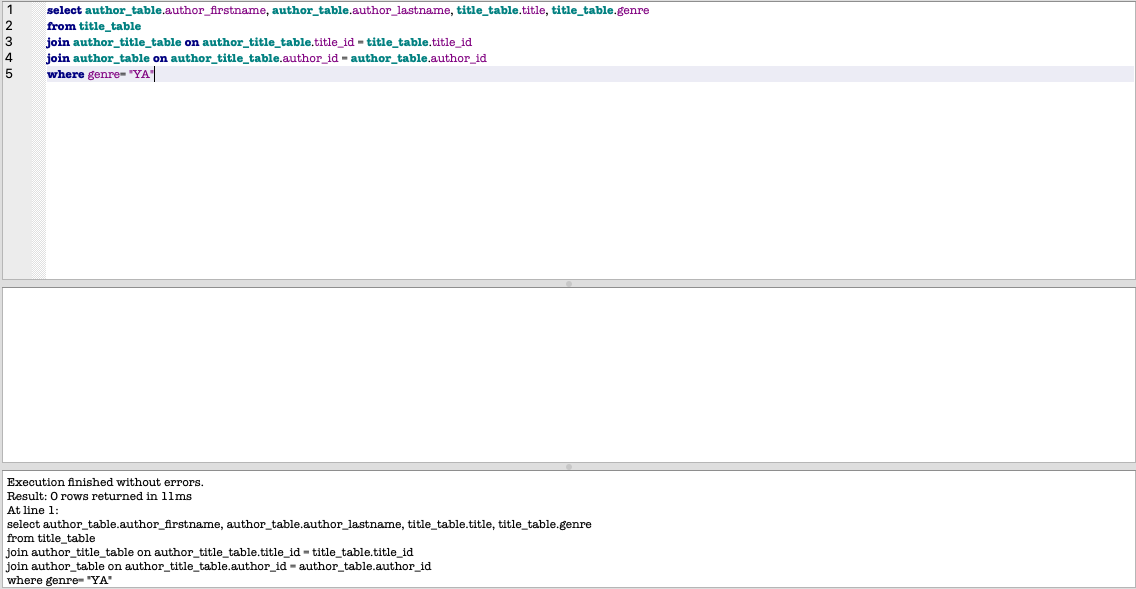 1 select author_table.author_firstname, author_table.author_lastname, title_table.title, title_table.genre
2 from title_table
3 join author_title_table on author_title_table.title_id = title_table.title_id
4 join author_table on author_title_table.author_id = author_table.author_id
5 where genre= "YA"
Execution finished without errors.
Result: 0 rows returned in 11ms
At line 1:
select author_table.author_firstname, author_table.author_lastname, title_table.title, title_table.genre
from title_table
join author_title_table on author_title_table.title_id = title_table.title_id
join author_table on author_title_table.author_id = author_table.author_id
where genre= "YA"